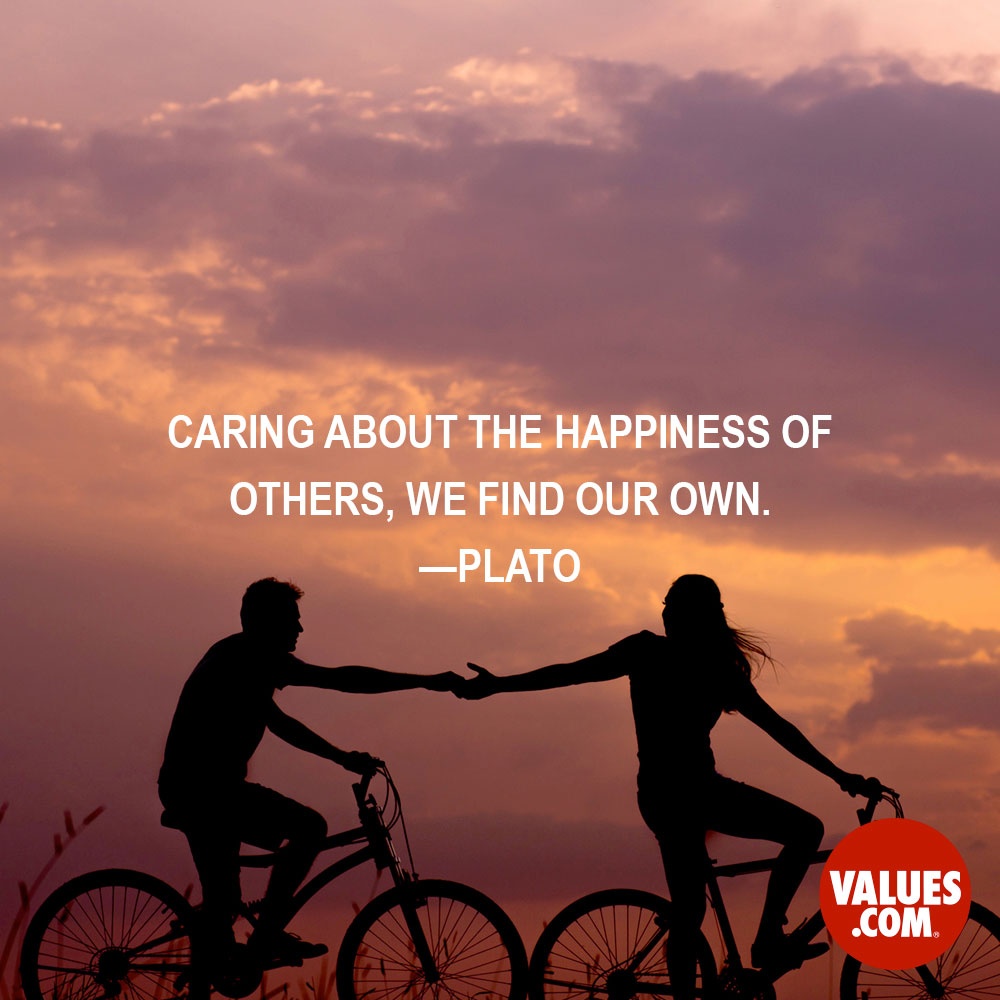 CARING ABOUT THE HAPPINESS OF
OTHERS, WE FIND OUR OWN.
—PLATO
VALUES
.COM®